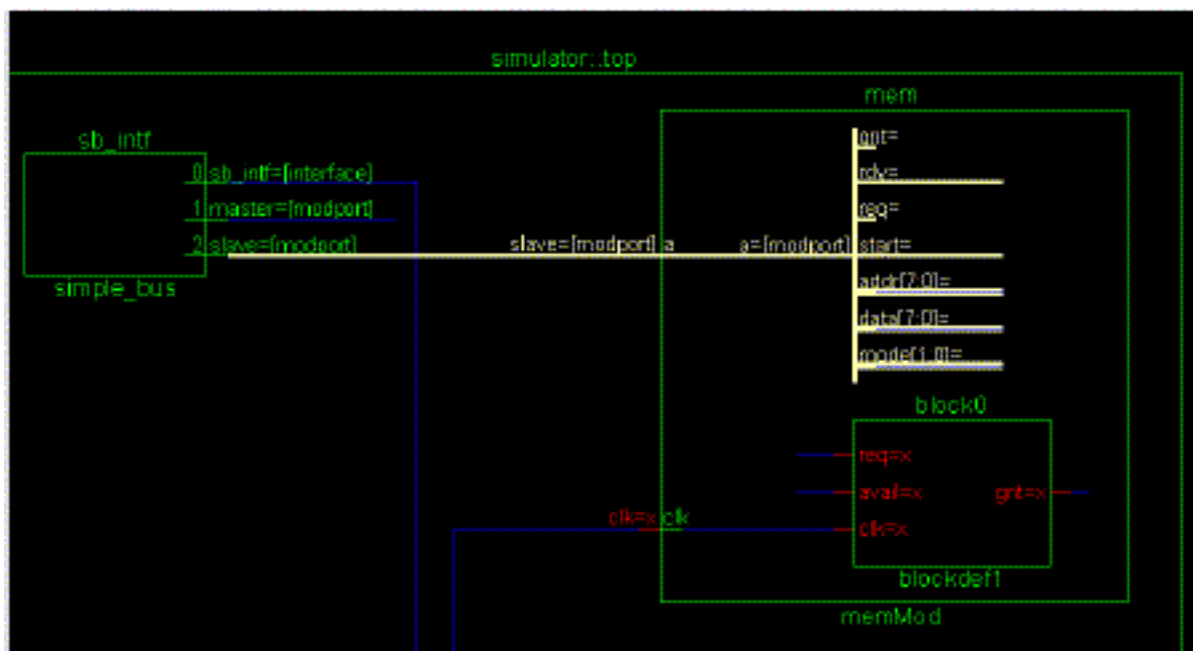 simulator::top
mem
sb_intf
gnt=
rdy=
req=
start=
addr[7:0]=
data[7:0]=
mode[1:0]=
0 sb_intf=[interface]
1 master=[modport]
2 slave=[modport]
slave=[modport] a
a=[modport]
simple_bus
block0
req=x
avail=x
gnt=x
clk=x
clk=x clk
blockdef1
memMod